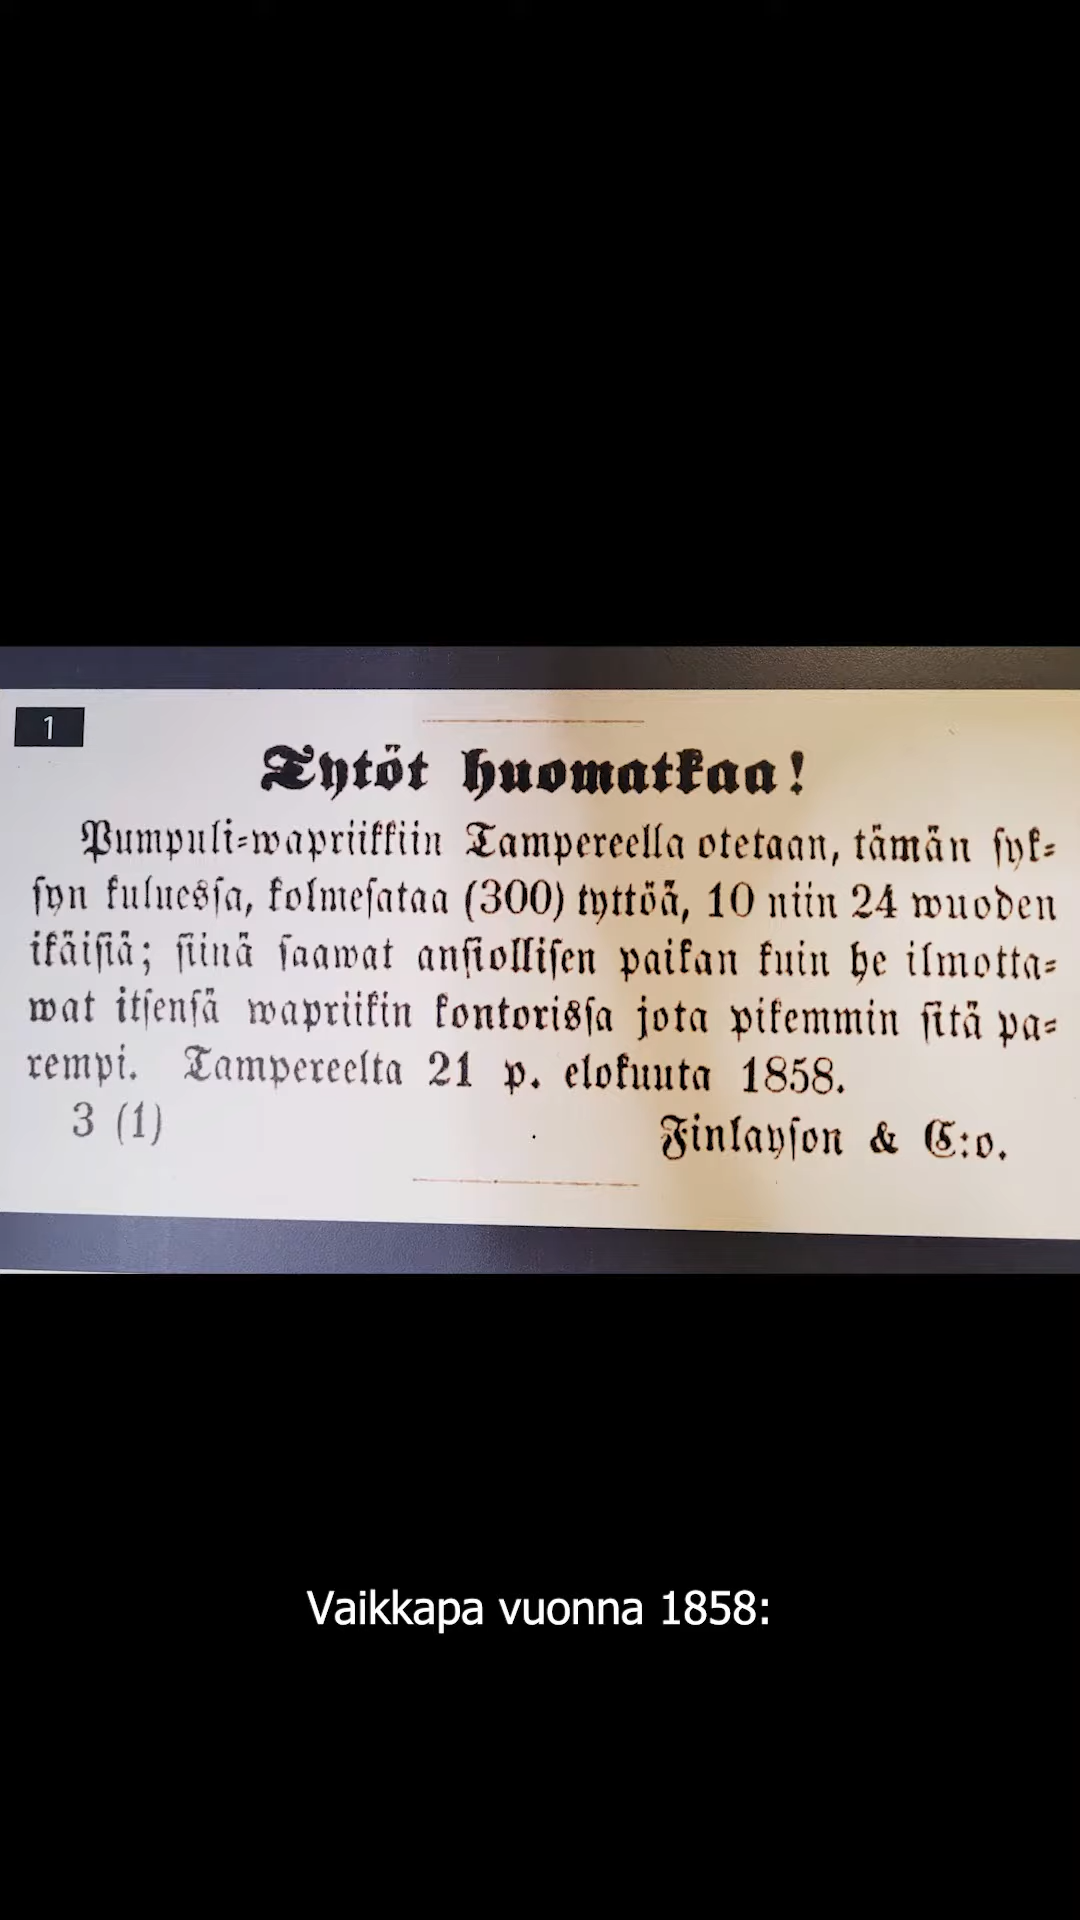 1
Tytöt huomatkaa!
Pumpuli-wapriikkiin Tampereella otetaan, tämän syk-
syn kuluessa, kolmesataa (300) tyttöä, 10 niin 24 wuoden
ikäisiä; siinä saawat ansiollisen paikan kuin he ilmotta-
wat itsensä wapriikin kontorissa jota pikemmin sitä pa-
rempi. Tampereelta 21 p. elokuuta 1858.
3 (1)
Finlayson & C:o.
Vaikkapa vuonna 1858: